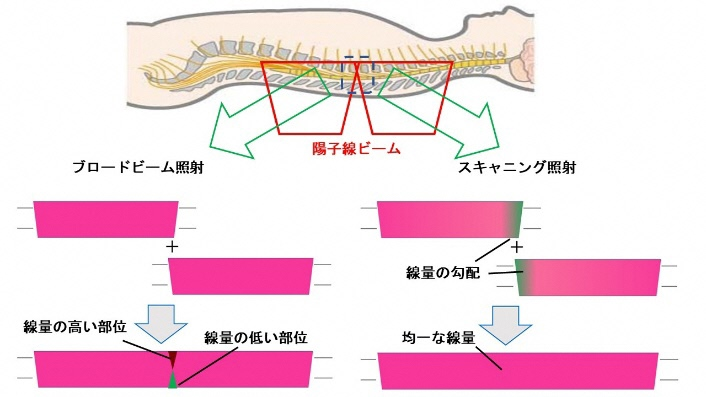 陽子線ビーム
ブロードビーム照射
スキャニング照射
+
+
線量の勾配
線量の高い部位
線量の低い部位
均一な線量